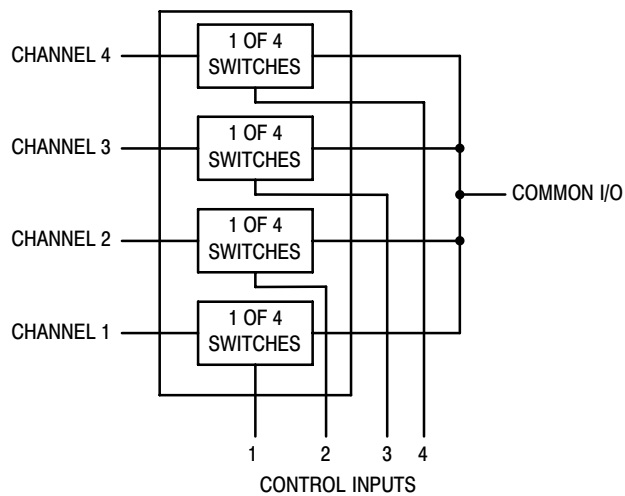 CHANNEL 4
1 OF 4
SWITCHES
CHANNEL 3
1 OF 4
SWITCHES
COMMON I/O
CHANNEL 2
1 OF 4
SWITCHES
CHANNEL 1
1 OF 4
SWITCHES
1 2 3 4
CONTROL INPUTS